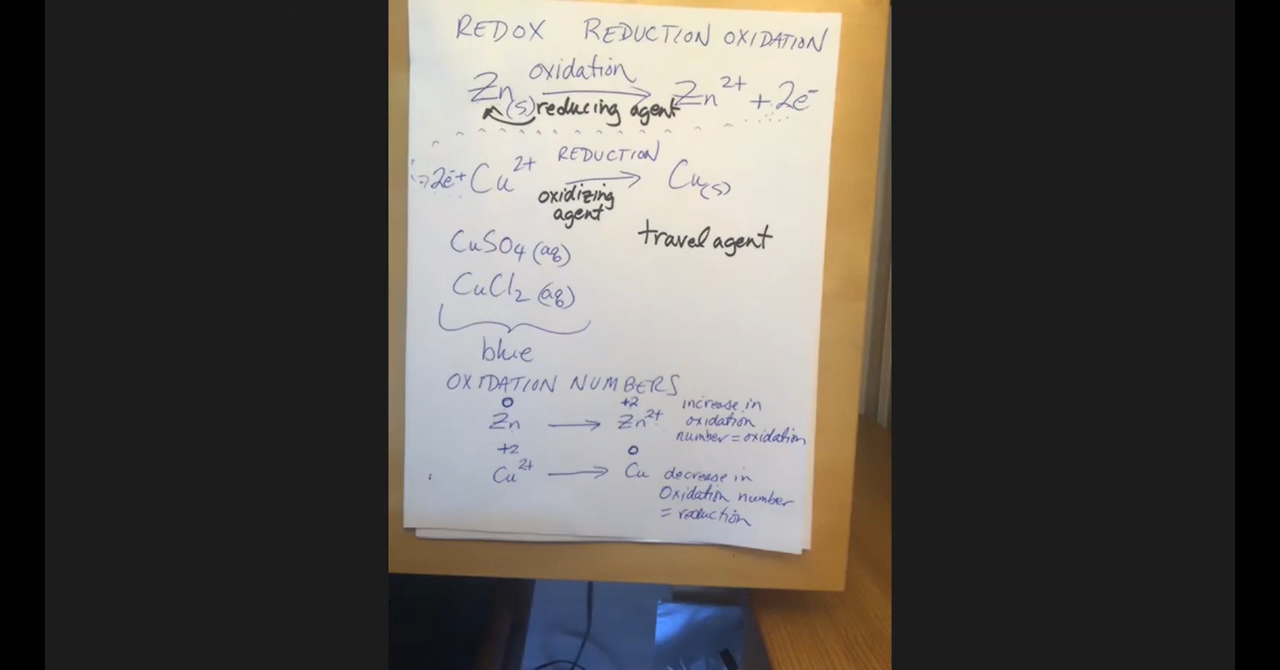 REDOX REDUCTION OXIDATION
oxidation
Zn(s) → Zn²⁺ + 2e⁻
reducing agent
REDUCTION
2e⁻ + Cu²⁺ → Cu(s)
oxidizing
agent
travel agent
CuSO₄ (aq)
CuCl₂ (aq)
blue
OXIDATION NUMBERS
0 +2 increase in
Zn → Zn²⁺ oxidation
number = oxidation
+2 0
Cu²⁺ → Cu decrease in
Oxidation number
= reduction